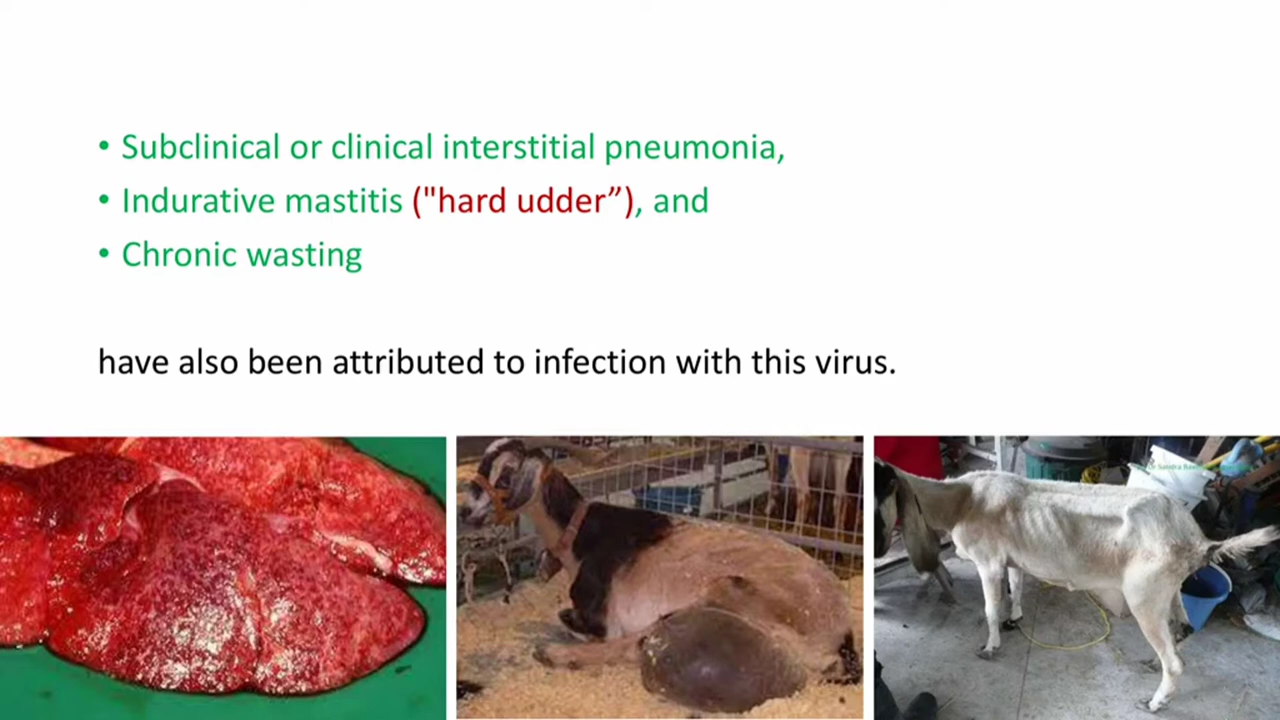 • Subclinical or clinical interstitial pneumonia,
• Indurative mastitis ("hard udder”), and
• Chronic wasting
have also been attributed to infection with this virus.